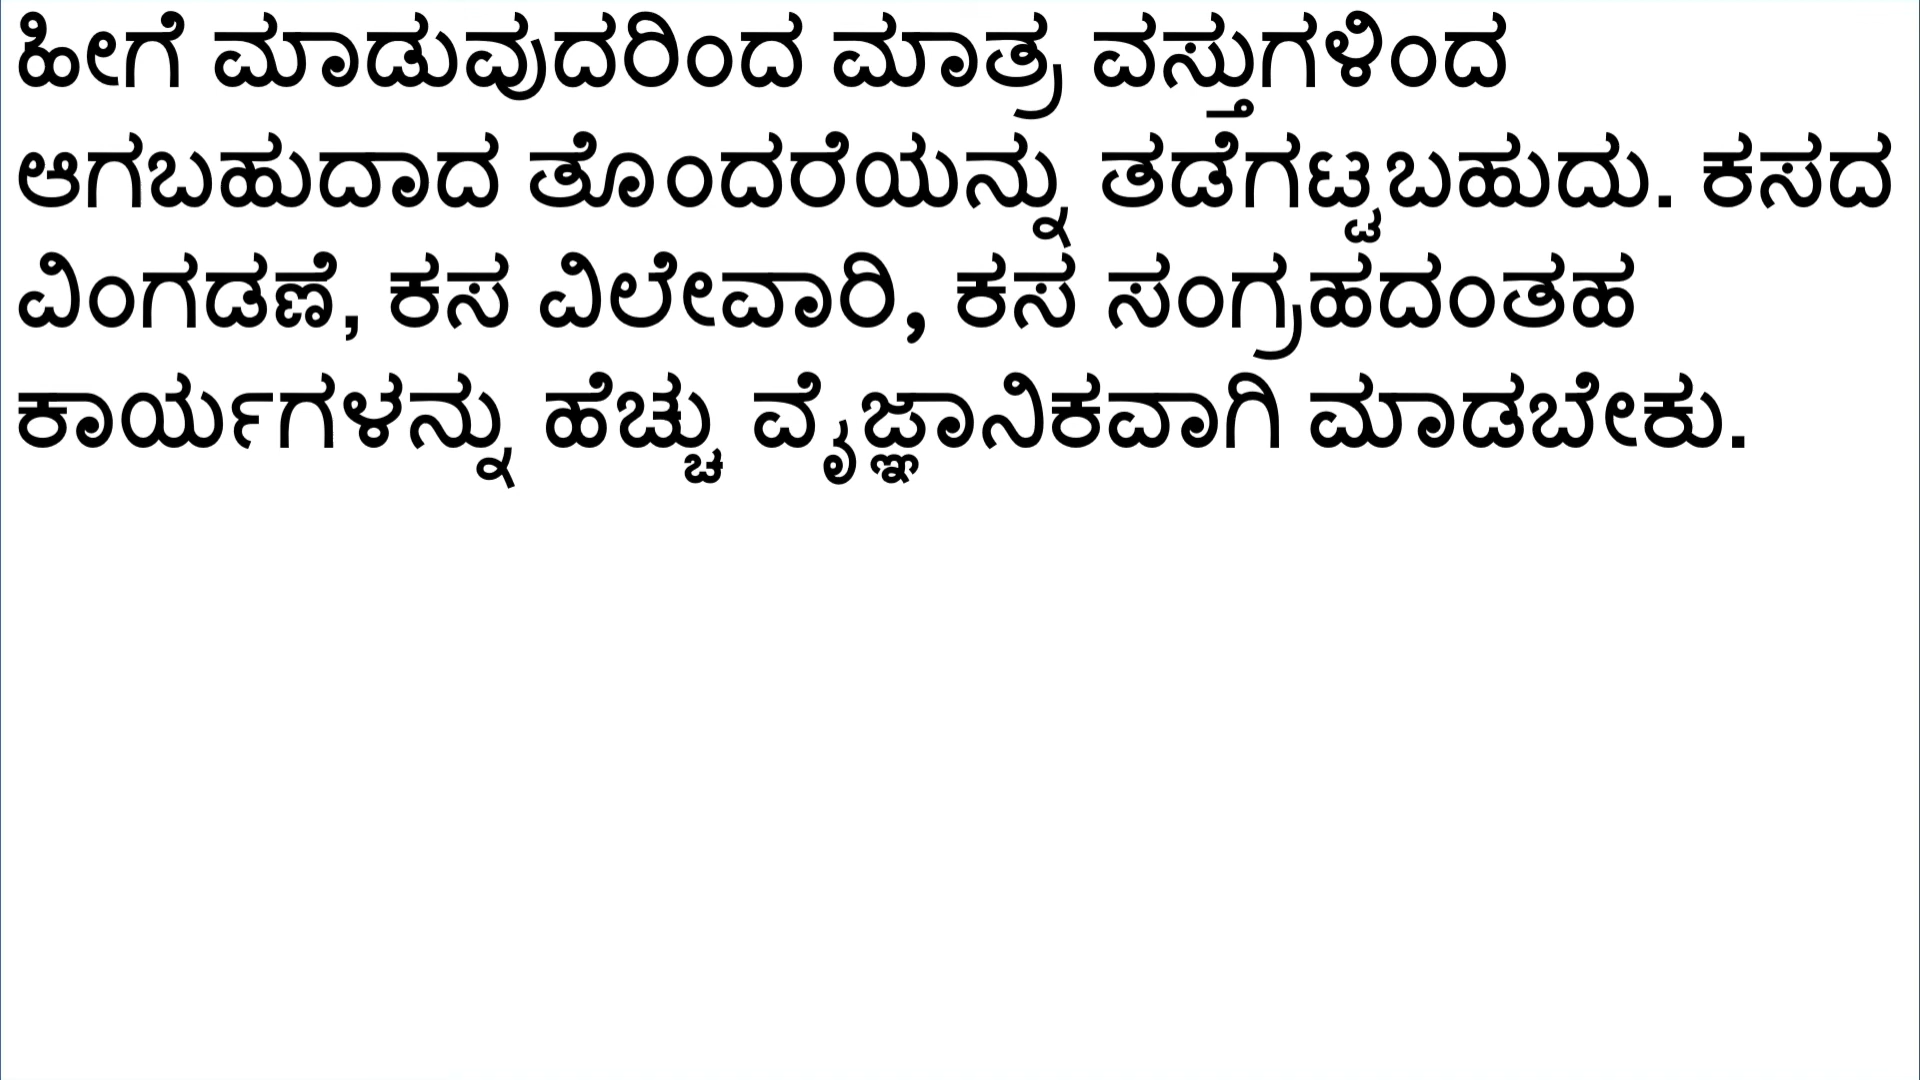 ಹೀಗೆ ಮಾಡುವುದರಿಂದ ಮಾತ್ರ ವಸ್ತುಗಳಿಂದ
ಆಗಬಹುದಾದ ತೊಂದರೆಯನ್ನು ತಡೆಗಟ್ಟಬಹುದು. ಕಸದ
ವಿಂಗಡಣೆ, ಕಸ ವಿಲೇವಾರಿ, ಕಸ ಸಂಗ್ರಹದಂತಹ
ಕಾರ್ಯಗಳನ್ನು ಹೆಚ್ಚು ವೈಜ್ಞಾನಿಕವಾಗಿ ಮಾಡಬೇಕು.